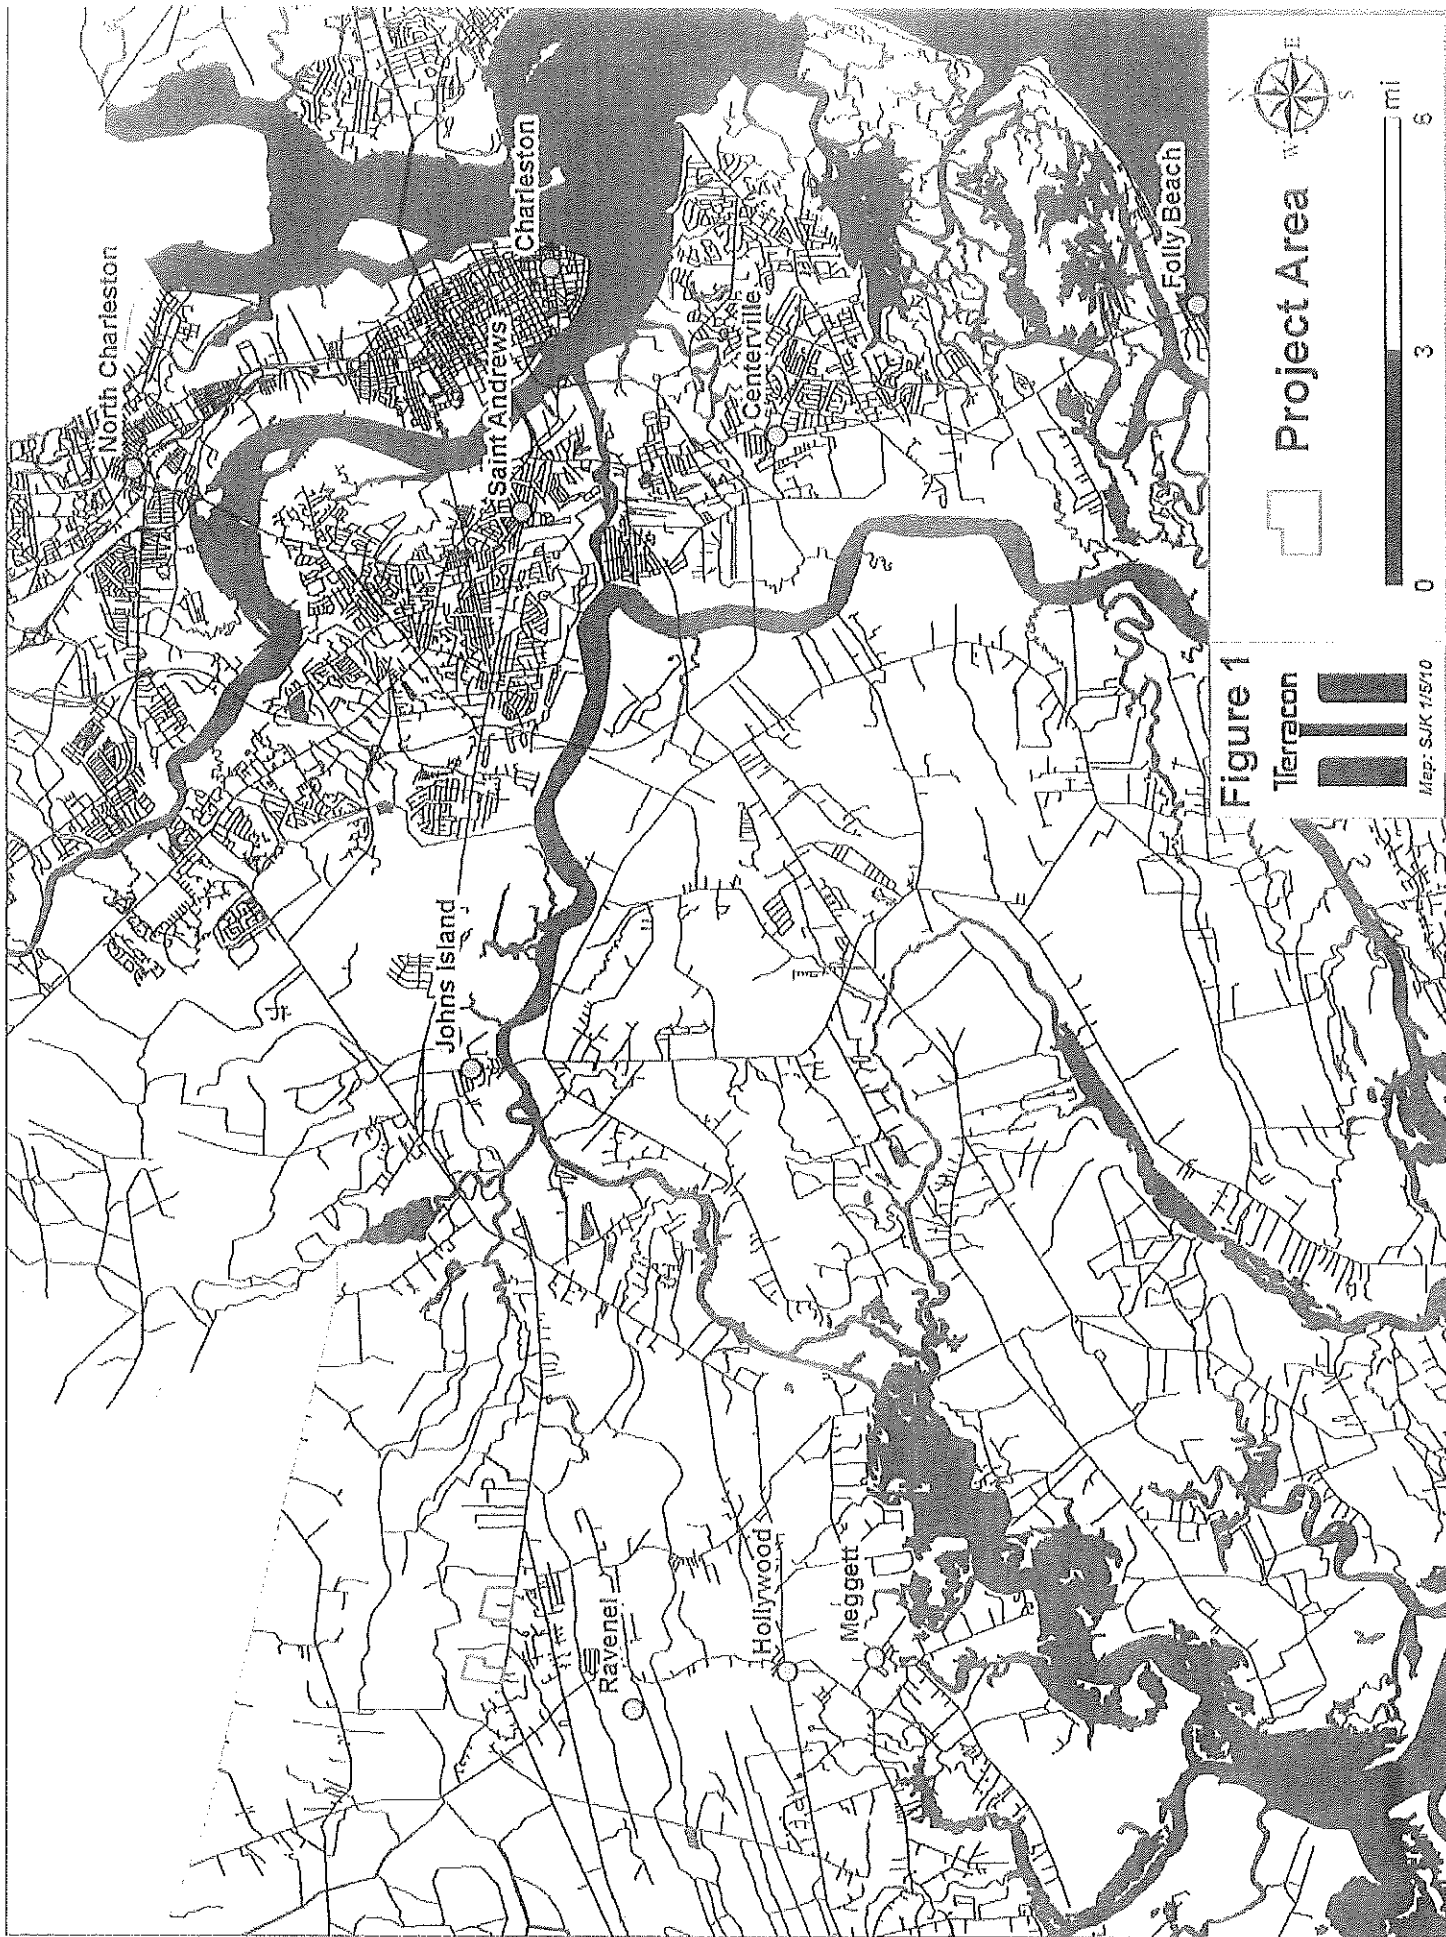 North Charleston
Charleston
Saint Andrews
Johns Island
Centerville
Ravenel
Hollywood
Meggett
Folly Beach
Figure 1
Terracon
Map: SJK 1/5/10
Project Area
N
W
E
S
0
3
6
mi